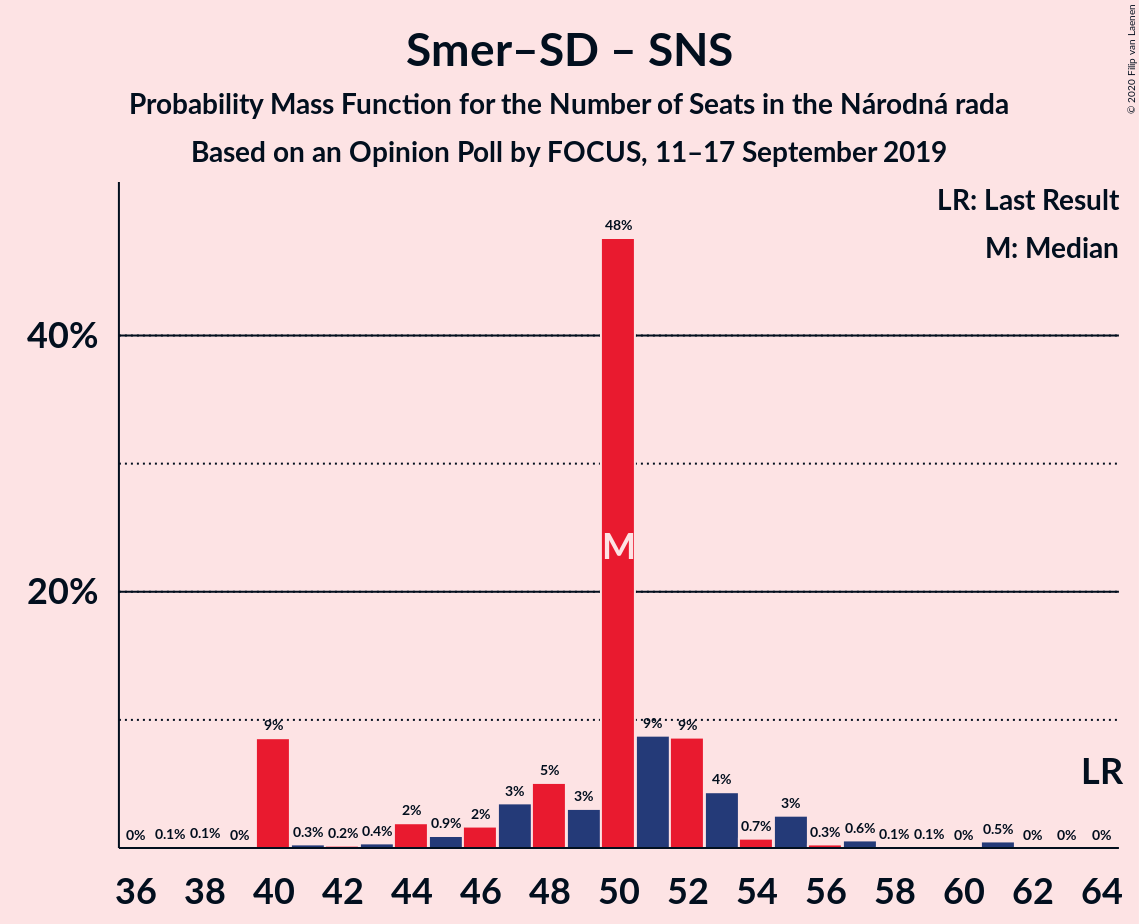 Smer–SD – SNS
Probability Mass Function for the Number of Seats in the Národná rada
Based on an Opinion Poll by FOCUS, 11–17 September 2019
© 2020 Filip van Laenen
LR: Last Result
M: Median
48%
40%
M
20%
9% 9% 9%
LR
0% 0.1% 0.1% 0% 0.3% 0.2% 0.4% 2% 0.9% 2% 3% 5% 3% 4% 0.7% 3% 0.3% 0.6% 0.1% 0.1% 0% 0.5% 0% 0% 0%
36 38 40 42 44 46 48 50 52 54 56 58 60 62 64